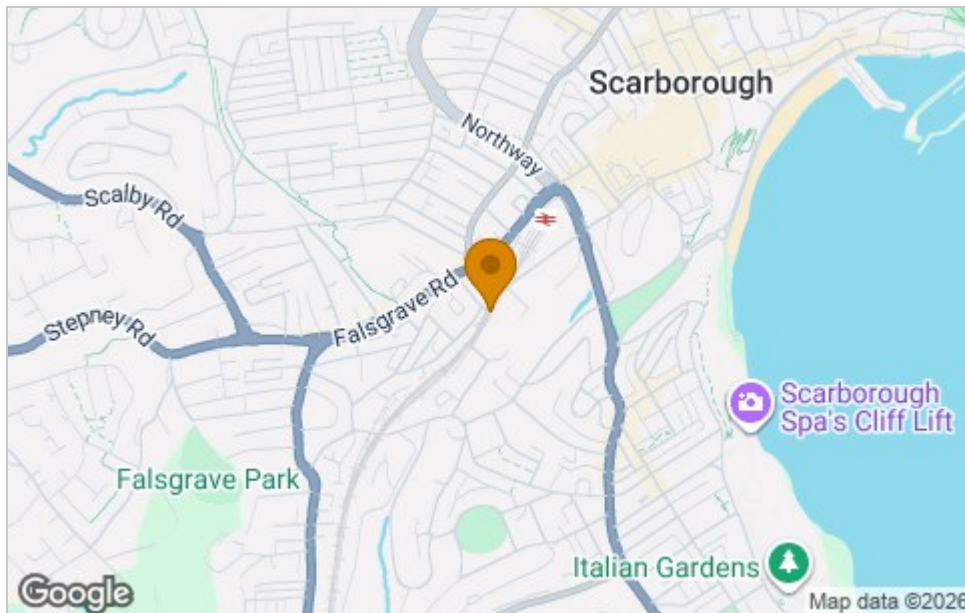 Scarborough
Northway
Scalby Rd
Falsgrave Rd
Stepney Rd
Scarborough
Spa's Cliff Lift
Falsgrave Park
Italian Gardens
Google
Map data ©2026